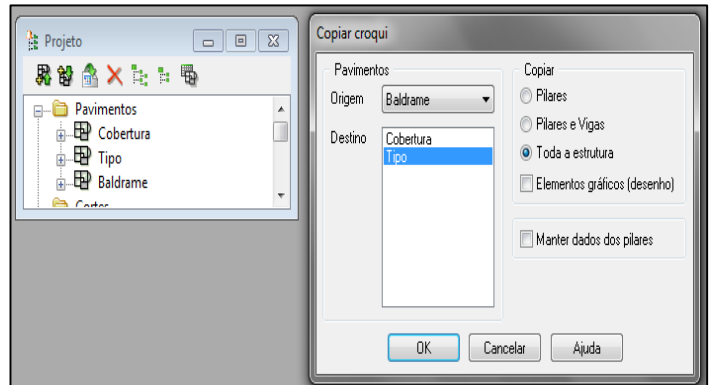 Projeto
Pavimentos
Cobertura
Tipo
Baldrame
Cortes
Copiar croqui
Pavimentos
Origem Baldrame
Destino Cobertura
Tipo
Copiar
Pilares
Pilares e Vigas
Toda a estrutura
Elementos gráficos (desenho)
Manter dados dos pilares
OK Cancelar Ajuda